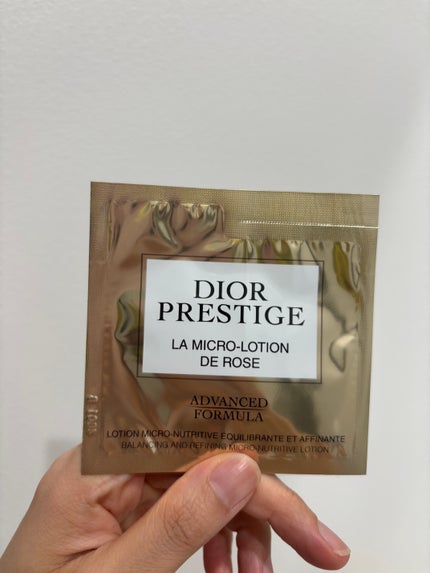 DIOR
PRESTIGE
LA MICRO-LOTION
DE ROSE
ADVANCED
FORMULA
LOTION MICRO-NUTRITIVE ÉQUILIBRANTE ET AFFINANTE
BALANCING AND REFINING MICRO-NUTRITIVE LOTION